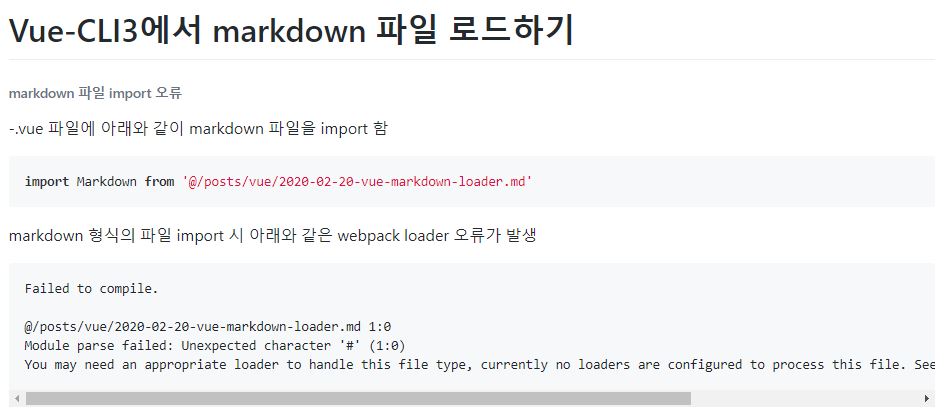 Vue-CLI3에서 markdown 파일 로드하기
markdown 파일 import 오류
-.vue 파일에 아래와 같이 markdown 파일을 import 함
import Markdown from '@/posts/vue/2020-02-20-vue-markdown-loader.md'
markdown 형식의 파일 import 시 아래와 같은 webpack loader 오류가 발생
Failed to compile.
@/posts/vue/2020-02-20-vue-markdown-loader.md 1:0
Module parse failed: Unexpected character '#' (1:0)
You may need an appropriate loader to handle this file type, currently no loaders are configured to process this file. See